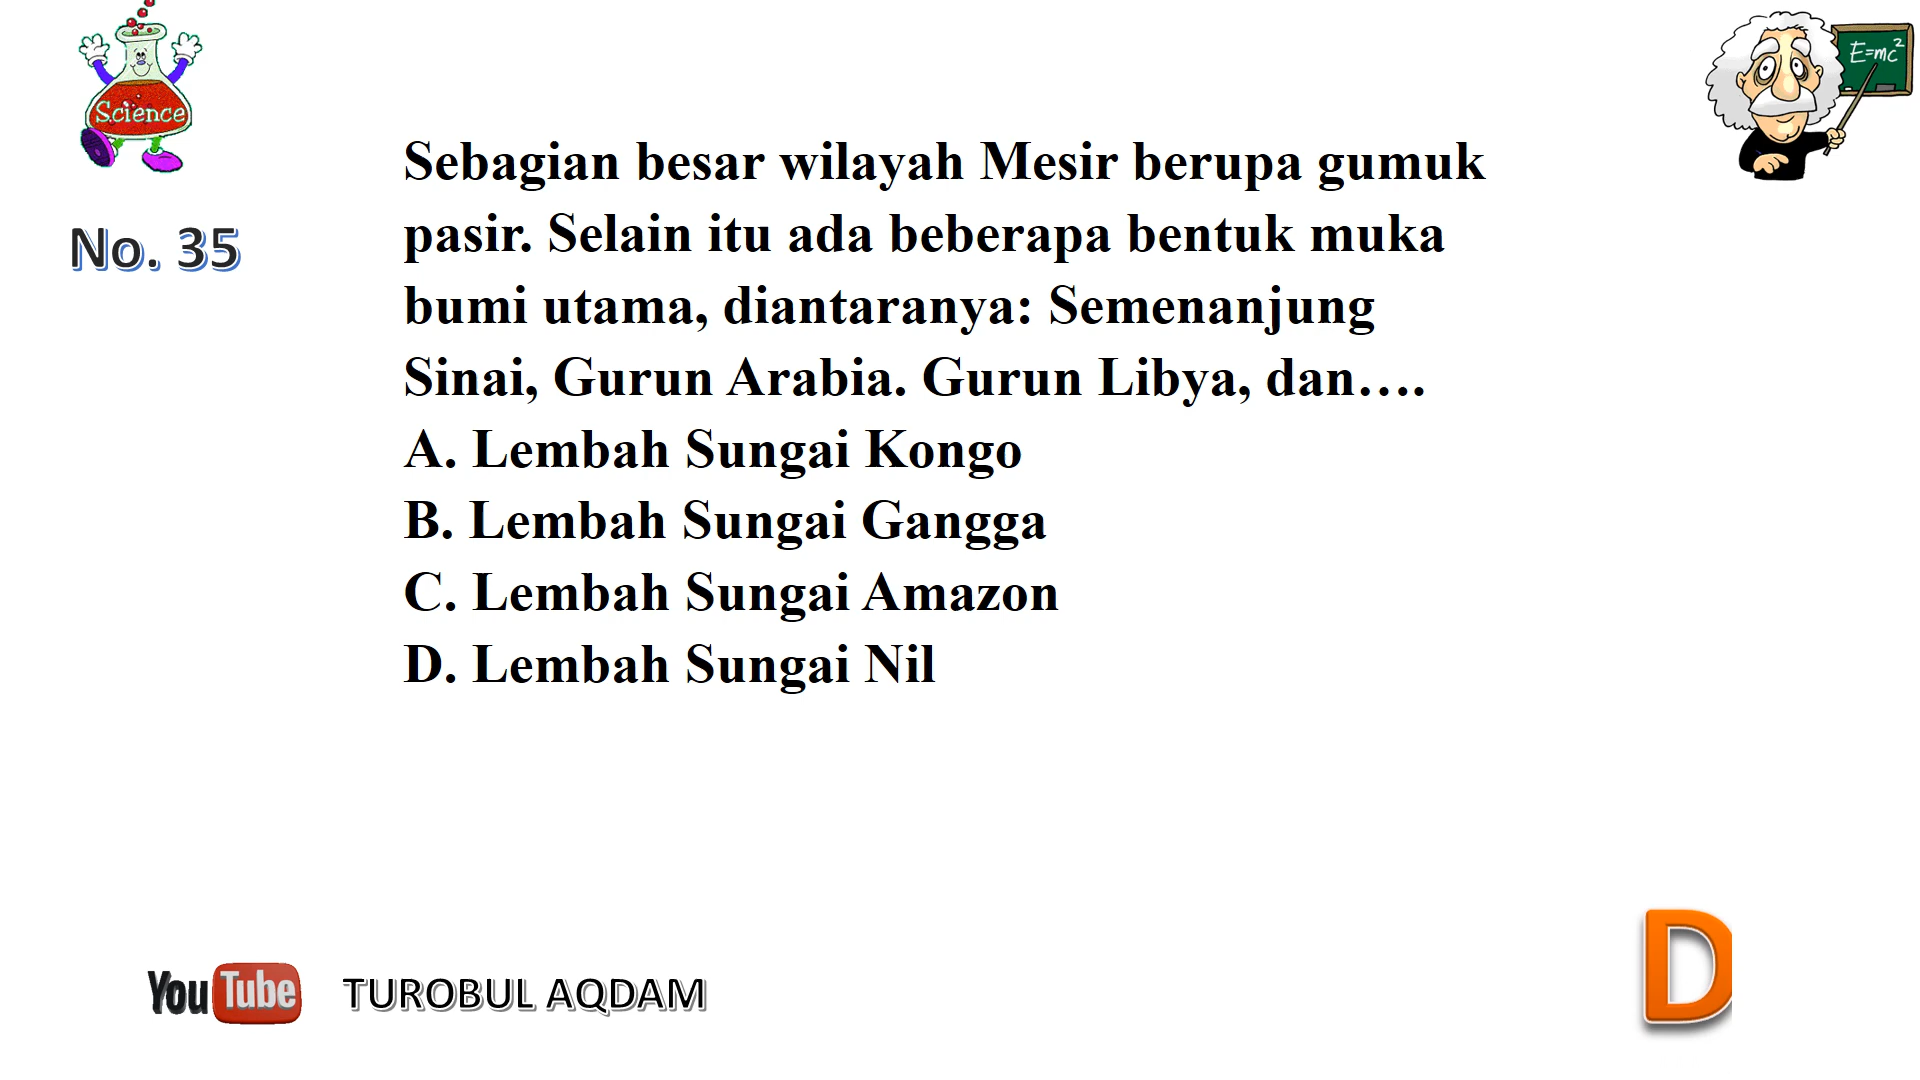 Science
E=mc²
No. 35
Sebagian besar wilayah Mesir berupa gumuk
pasir. Selain itu ada beberapa bentuk muka
bumi utama, diantaranya: Semenanjung
Sinai, Gurun Arabia. Gurun Libya, dan….
A. Lembah Sungai Kongo
B. Lembah Sungai Gangga
C. Lembah Sungai Amazon
D. Lembah Sungai Nil
YouTube TUROBUL AQDAM
D